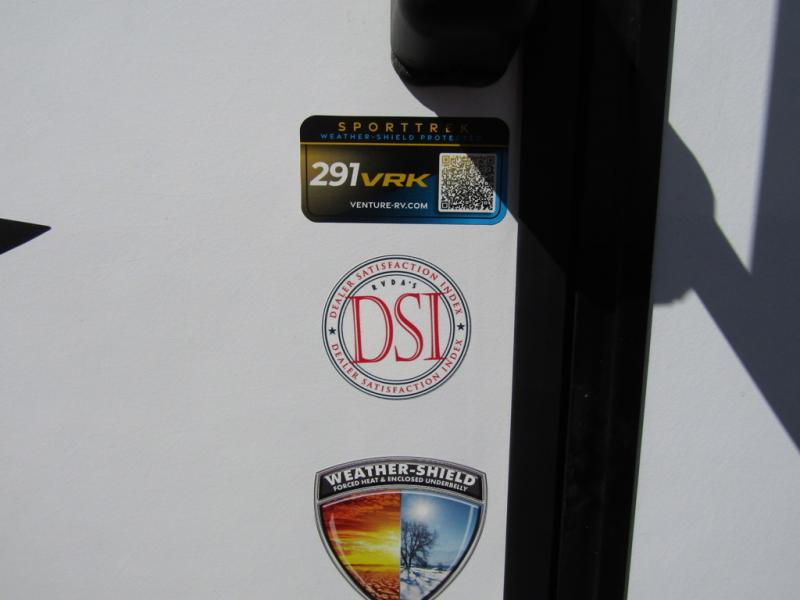 SPORTTREK
WEATHER-SHIELD PROTECTED
291VRK
VENTURE-RV.COM
DEALER SATISFACTION INDEX
RVDA'S
DSI
DEALER SATISFACTION INDEX
WEATHER-SHIELD
FORCED HEAT & ENCLOSED UNDERBELLY